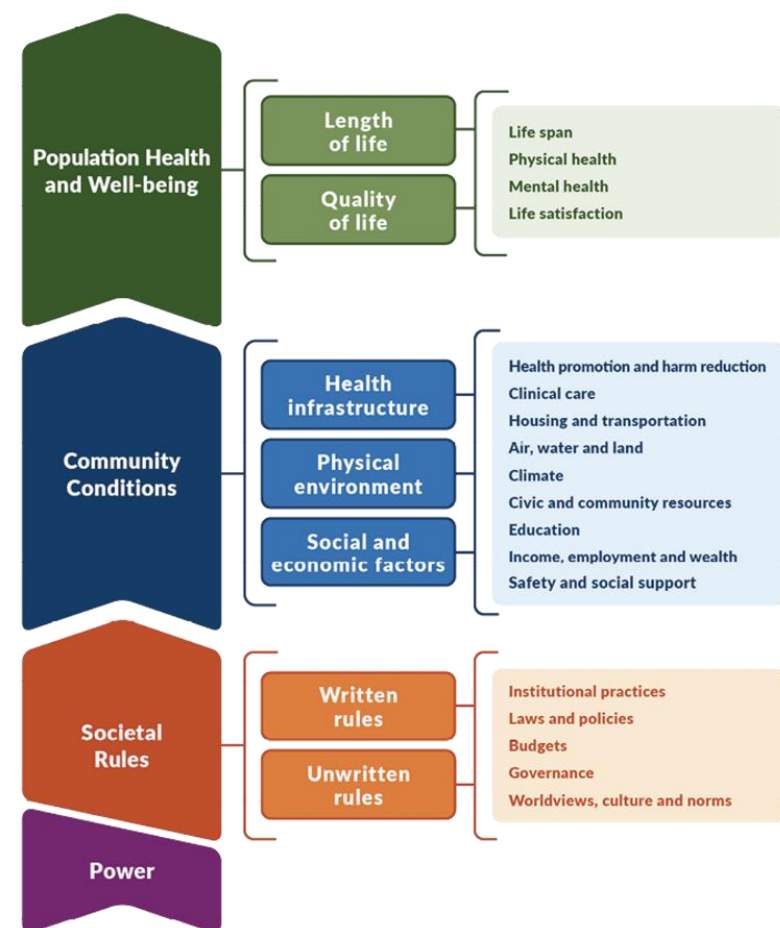 Population Health
and Well-being
Length
of life
Quality
of life
Life span
Physical health
Mental health
Life satisfaction
Community
Conditions
Health
infrastructure
Physical
environment
Social and
economic factors
Health promotion and harm reduction
Clinical care
Housing and transportation
Air, water and land
Climate
Civic and community resources
Education
Income, employment and wealth
Safety and social support
Societal
Rules
Written
rules
Unwritten
rules
Institutional practices
Laws and policies
Budgets
Governance
Worldviews, culture and norms
Power